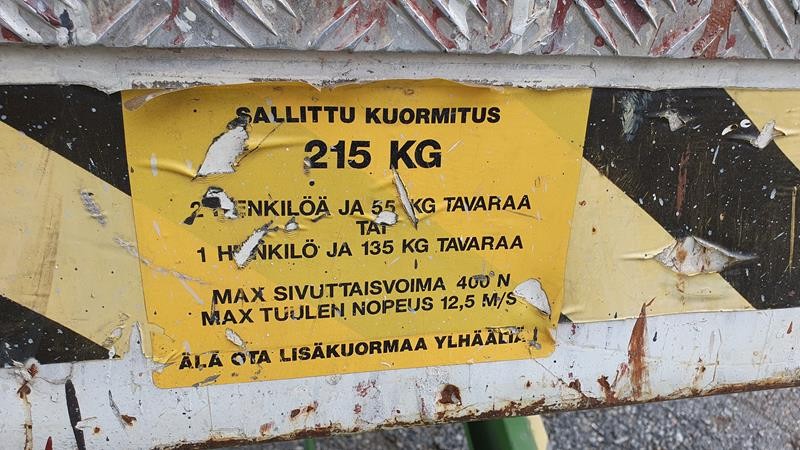 SALLITTU KUORMITUS
215 KG
2 HENKILÖÄ JA 55 KG TAVARAA
TAI
1 HENKILÖ JA 135 KG TAVARAA
MAX SIVUTTAISVOIMA 400 N
MAX TUULEN NOPEUS 12,5 M/S
ÄLÄ OTA LISÄKUORMAA YLHÄÄLTÄ!